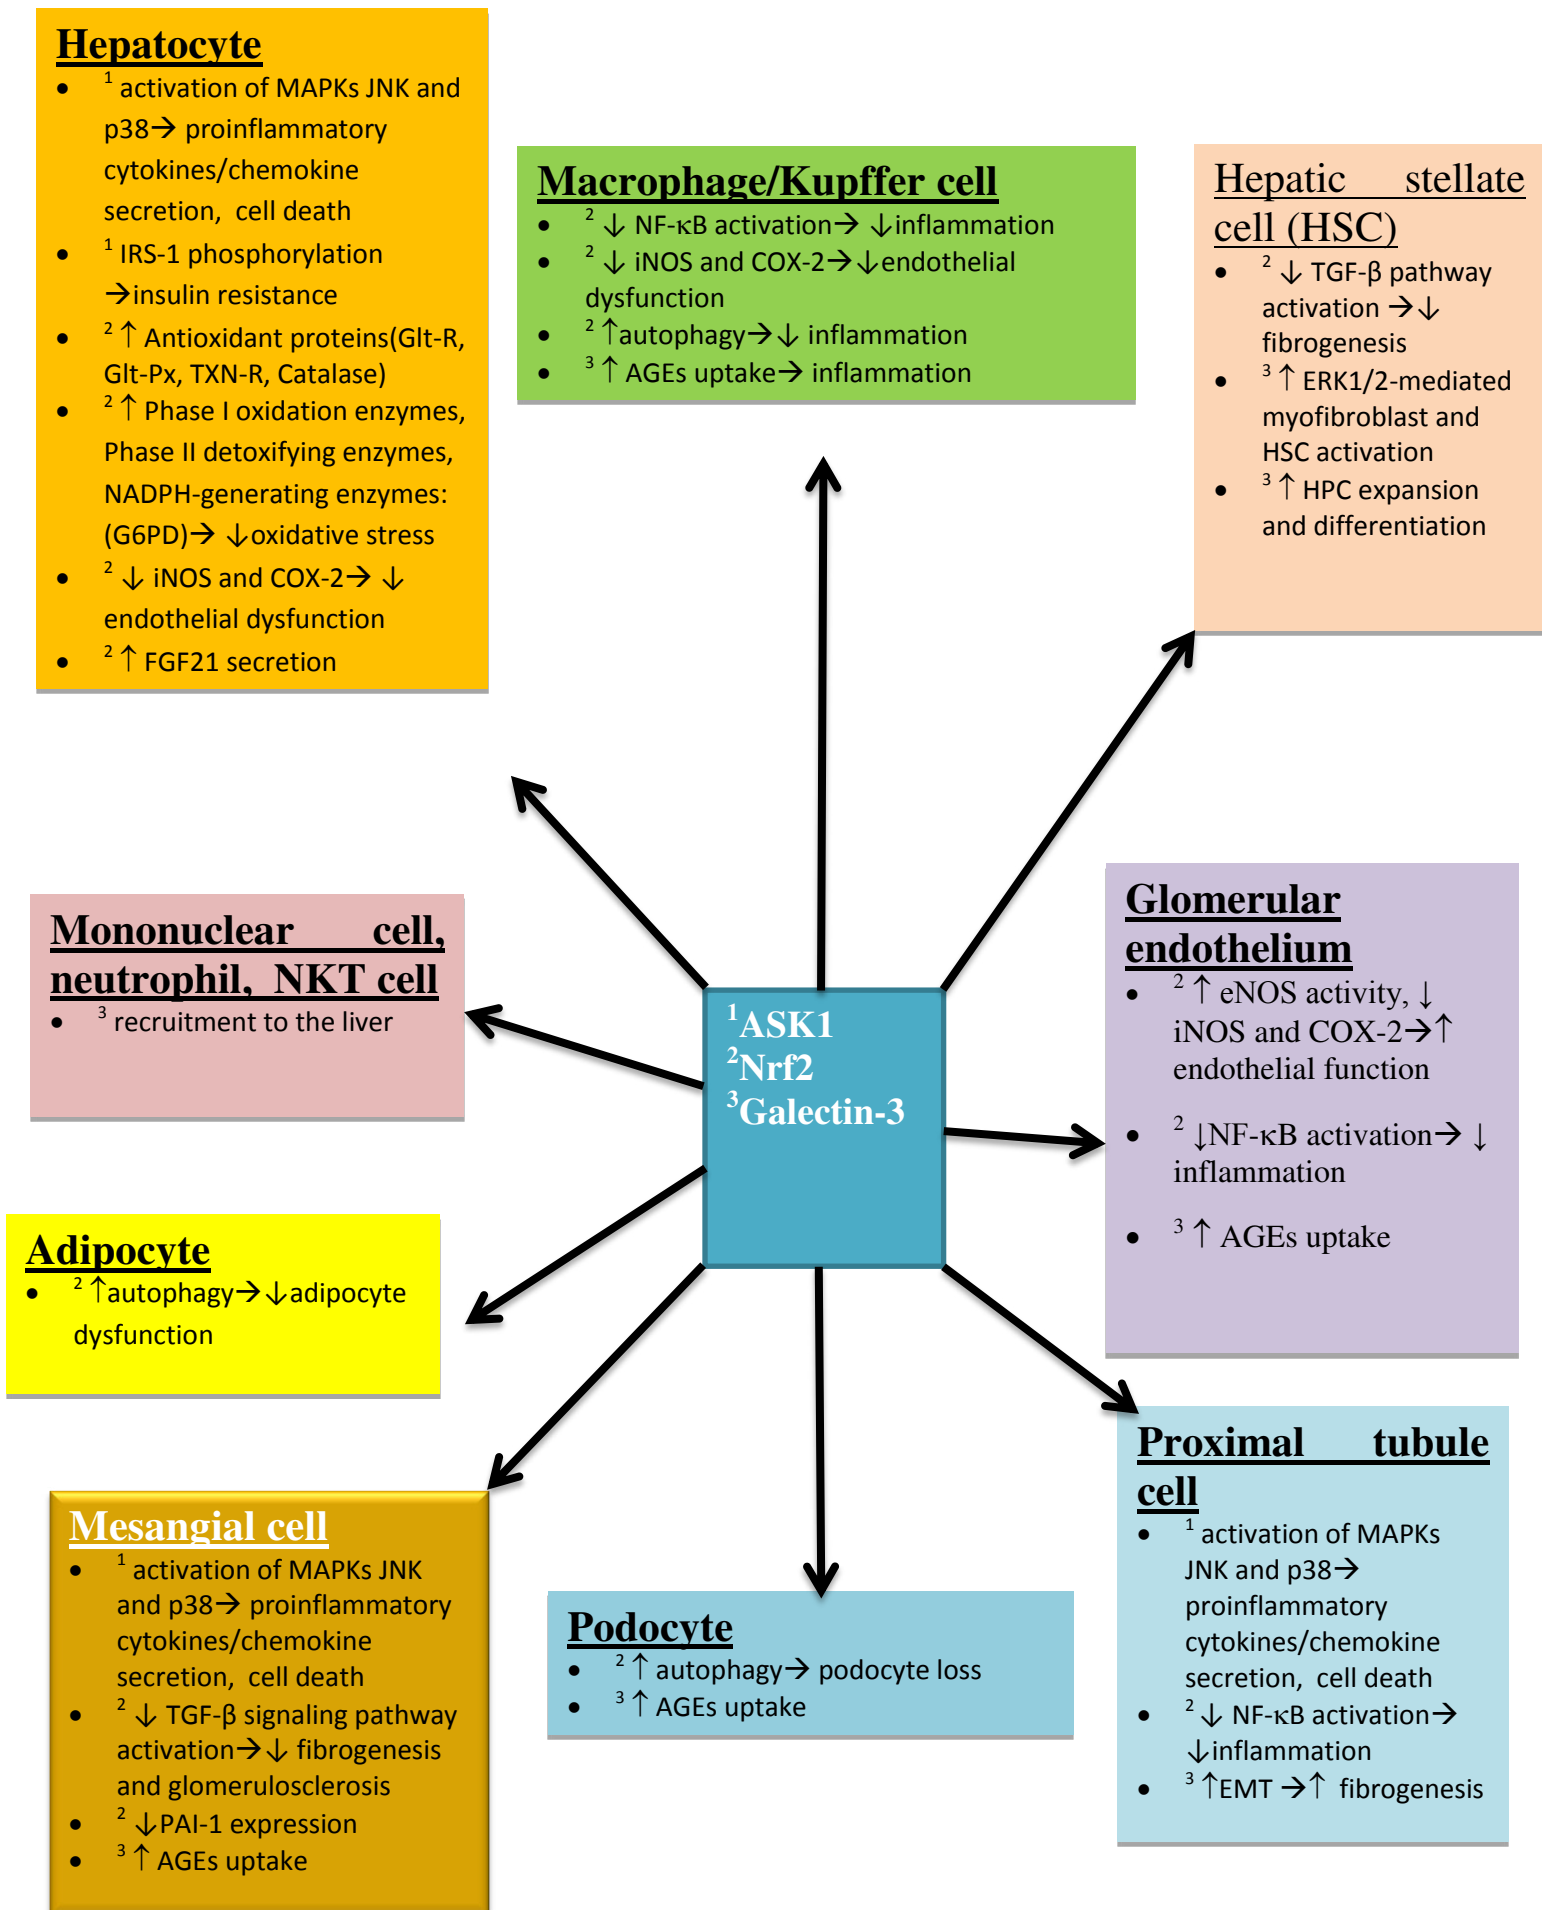 Hepatocyte
• ¹ activation of MAPKs JNK and
p38→ proinflammatory
cytokines/chemokine
secretion, cell death
• ¹ IRS-1 phosphorylation
→insulin resistance
• ² ↑ Antioxidant proteins(Glt-R,
Glt-Px, TXN-R, Catalase)
• ² ↑ Phase I oxidation enzymes,
Phase II detoxifying enzymes,
NADPH-generating enzymes:
(G6PD)→ ↓oxidative stress
• ² ↓ iNOS and COX-2→ ↓
endothelial dysfunction
• ² ↑ FGF21 secretion
Macrophage/Kupffer cell
• ² ↓ NF-κB activation→ ↓inflammation
• ² ↓ iNOS and COX-2→↓endothelial
dysfunction
• ² ↑autophagy→↓ inflammation
• ³ ↑ AGEs uptake→ inflammation
Hepatic stellate
cell (HSC)
• ² ↓ TGF-β pathway
activation →↓
fibrogenesis
• ³ ↑ ERK1/2-mediated
myofibroblast and
HSC activation
• ³ ↑ HPC expansion
and differentiation
Mononuclear cell,
neutrophil, NKT cell
• ³ recruitment to the liver
¹ASK1
²Nrf2
³Galectin-3
Glomerular
endothelium
• ² ↑ eNOS activity, ↓
iNOS and COX-2→↑
endothelial function
• ² ↓NF-κB activation→ ↓
inflammation
• ³ ↑ AGEs uptake
Adipocyte
• ² ↑autophagy→↓adipocyte
dysfunction
Mesangial cell
• ¹ activation of MAPKs JNK
and p38→ proinflammatory
cytokines/chemokine
secretion, cell death
• ² ↓ TGF-β signaling pathway
activation→↓ fibrogenesis
and glomerulosclerosis
• ² ↓PAI-1 expression
• ³ ↑ AGEs uptake
Podocyte
• ² ↑ autophagy→ podocyte loss
• ³ ↑ AGEs uptake
Proximal tubule
cell
• ¹ activation of MAPKs
JNK and p38→
proinflammatory
cytokines/chemokine
secretion, cell death
• ² ↓ NF-κB activation→
↓inflammation
• ³ ↑EMT →↑ fibrogenesis